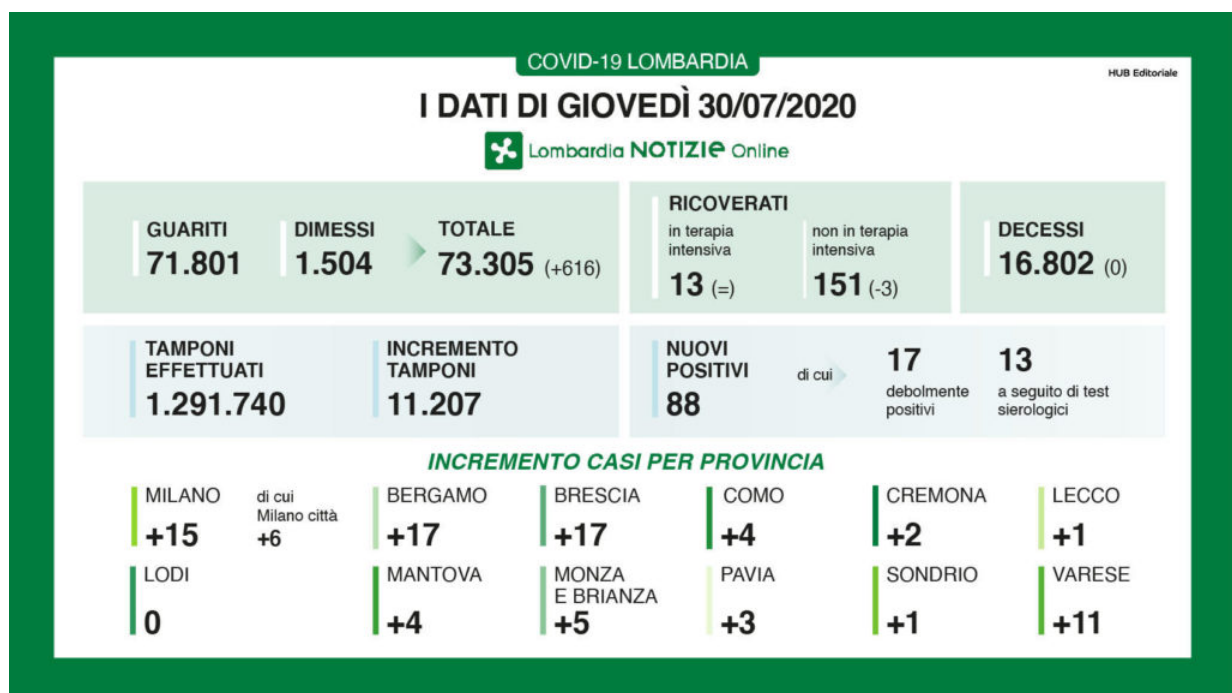 COVID-19 LOMBARDIA
HUB Editoriale
I DATI DI GIOVEDÌ 30/07/2020
Lombardia NOTIZIE Online
GUARITI
71.801
DIMESSI
1.504
TOTALE
73.305 (+616)
RICOVERATI
in terapia
intensiva
13 (=)
non in terapia
intensiva
151 (-3)
DECESSI
16.802 (0)
TAMPONI
EFFETTUATI
1.291.740
INCREMENTO
TAMPONI
11.207
NUOVI
POSITIVI
88
di cui
17
debolmente
positivi
13
a seguito di test
sierologici
INCREMENTO CASI PER PROVINCIA
MILANO
+15
di cui
Milano città
+6
BERGAMO
+17
BRESCIA
+17
COMO
+4
CREMONA
+2
LECCO
+1
LODI
0
MANTOVA
+4
MONZA
E BRIANZA
+5
PAVIA
+3
SONDRIO
+1
VARESE
+11